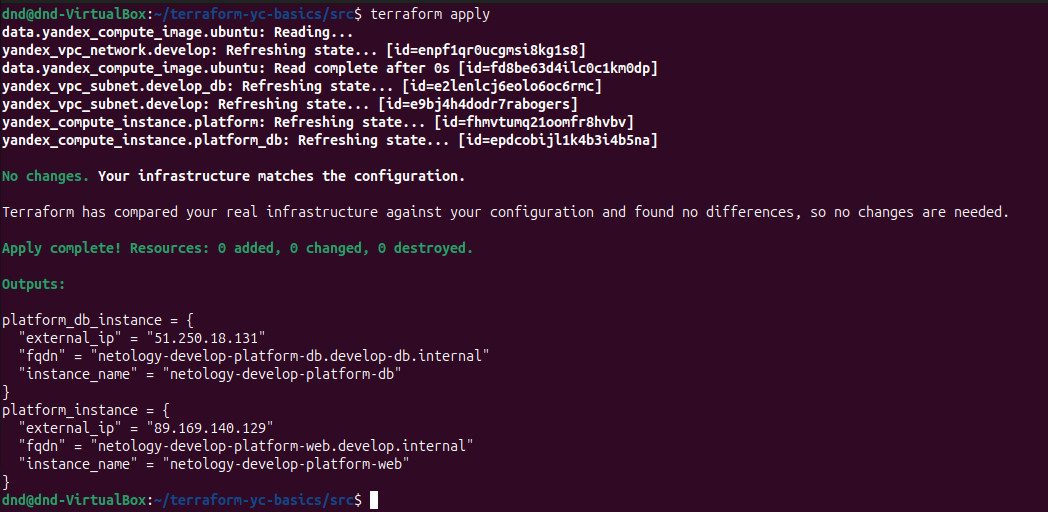 dnd@dnd-VirtualBox:~/terraform-yc-basics/src$ terraform apply
data.yandex_compute_image.ubuntu: Reading...
yandex_vpc_network.develop: Refreshing state... [id=enpf1qr0ucgmsi8kg1s8]
data.yandex_compute_image.ubuntu: Read complete after 0s [id=fd8be63d4ilc0c1km0dp]
yandex_vpc_subnet.develop_db: Refreshing state... [id=e2lenlcj6eolo6oc6rmc]
yandex_vpc_subnet.develop: Refreshing state... [id=e9bj4h4dodr7rabogers]
yandex_compute_instance.platform: Refreshing state... [id=fhmvtumq21oomfr8hvbv]
yandex_compute_instance.platform_db: Refreshing state... [id=epdcobijl1k4b3i4b5na]
No changes. Your infrastructure matches the configuration.
Terraform has compared your real infrastructure against your configuration and found no differences, so no changes are needed.
Apply complete! Resources: 0 added, 0 changed, 0 destroyed.
Outputs:
platform_db_instance = {
  "external_ip" = "51.250.18.131"
  "fqdn" = "netology-develop-platform-db.develop-db.internal"
  "instance_name" = "netology-develop-platform-db"
}
platform_instance = {
  "external_ip" = "89.169.140.129"
  "fqdn" = "netology-develop-platform-web.develop.internal"
  "instance_name" = "netology-develop-platform-web"
}
dnd@dnd-VirtualBox:~/terraform-yc-basics/src$